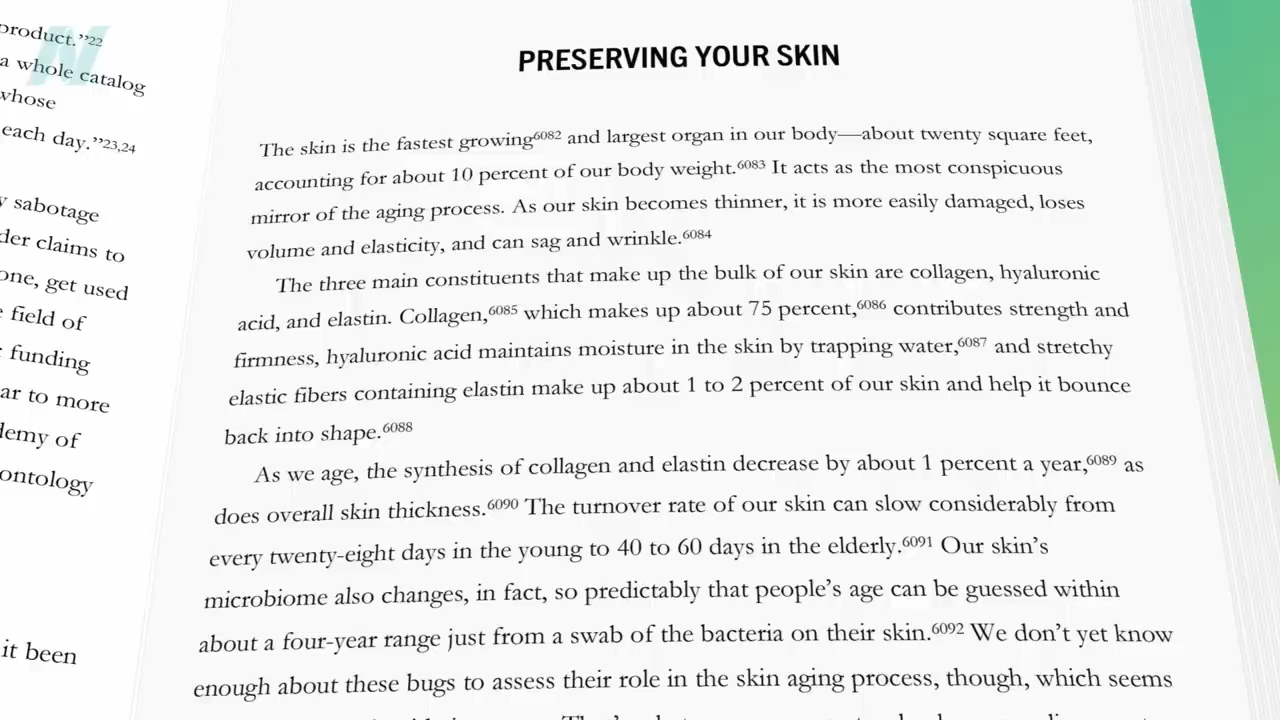 product.”22
a whole catalog
whose
each day.”23,24
y sabotage
der claims to
one, get used
e field of
r funding
ar to more
demy of
ontology
it been
PRESERVING YOUR SKIN
The skin is the fastest growing6082 and largest organ in our body—about twenty square feet,
accounting for about 10 percent of our body weight.6083 It acts as the most conspicuous
mirror of the aging process. As our skin becomes thinner, it is more easily damaged, loses
volume and elasticity, and can sag and wrinkle.6084
The three main constituents that make up the bulk of our skin are collagen, hyaluronic
acid, and elastin. Collagen,6085 which makes up about 75 percent,6086 contributes strength and
firmness, hyaluronic acid maintains moisture in the skin by trapping water,6087 and stretchy
elastic fibers containing elastin make up about 1 to 2 percent of our skin and help it bounce
back into shape.6088
As we age, the synthesis of collagen and elastin decrease by about 1 percent a year,6089 as
does overall skin thickness.6090 The turnover rate of our skin can slow considerably from
every twenty-eight days in the young to 40 to 60 days in the elderly.6091 Our skin’s
microbiome also changes, in fact, so predictably that people’s age can be guessed within
about a four-year range just from a swab of the bacteria on their skin.6092 We don’t yet know
enough about these bugs to assess their role in the skin aging process, though, which seems